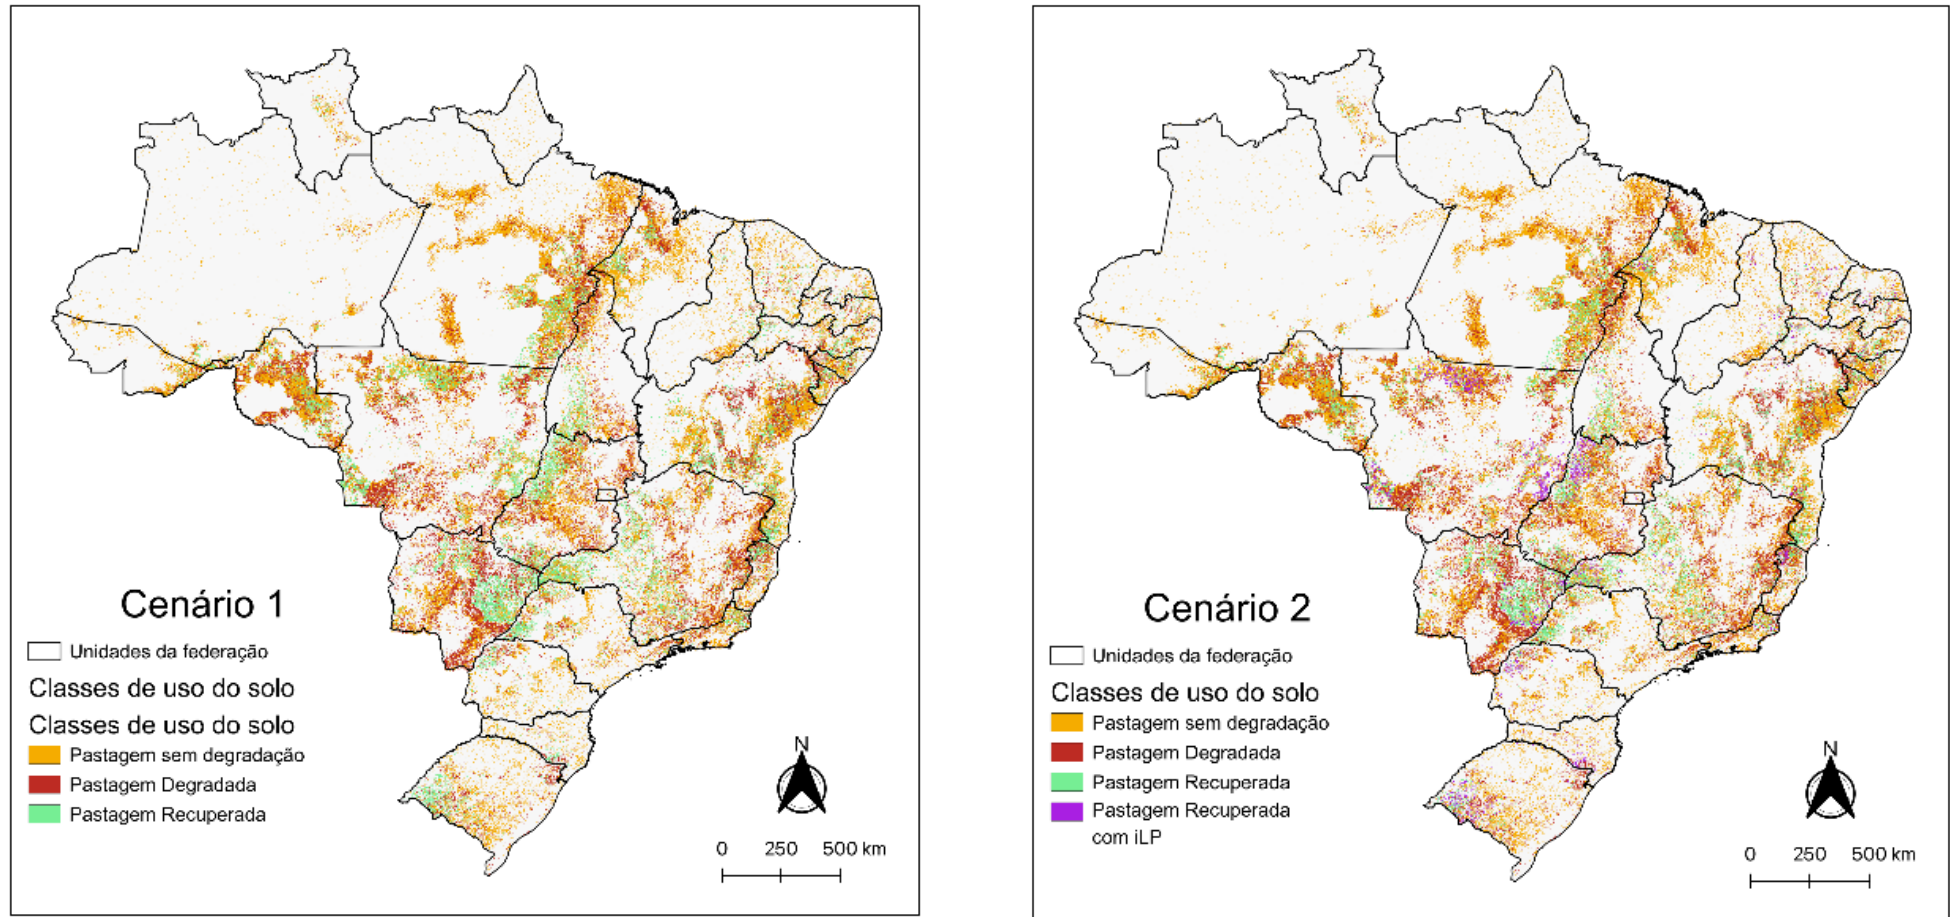 Cenário 1
Unidades da federação
Classes de uso do solo
Classes de uso do solo
Pastagem sem degradação
Pastagem Degradada
Pastagem Recuperada
N
0 250 500 km
Cenário 2
Unidades da federação
Classes de uso do solo
Pastagem sem degradação
Pastagem Degradada
Pastagem Recuperada
Pastagem Recuperada
com iLP
N
0 250 500 km